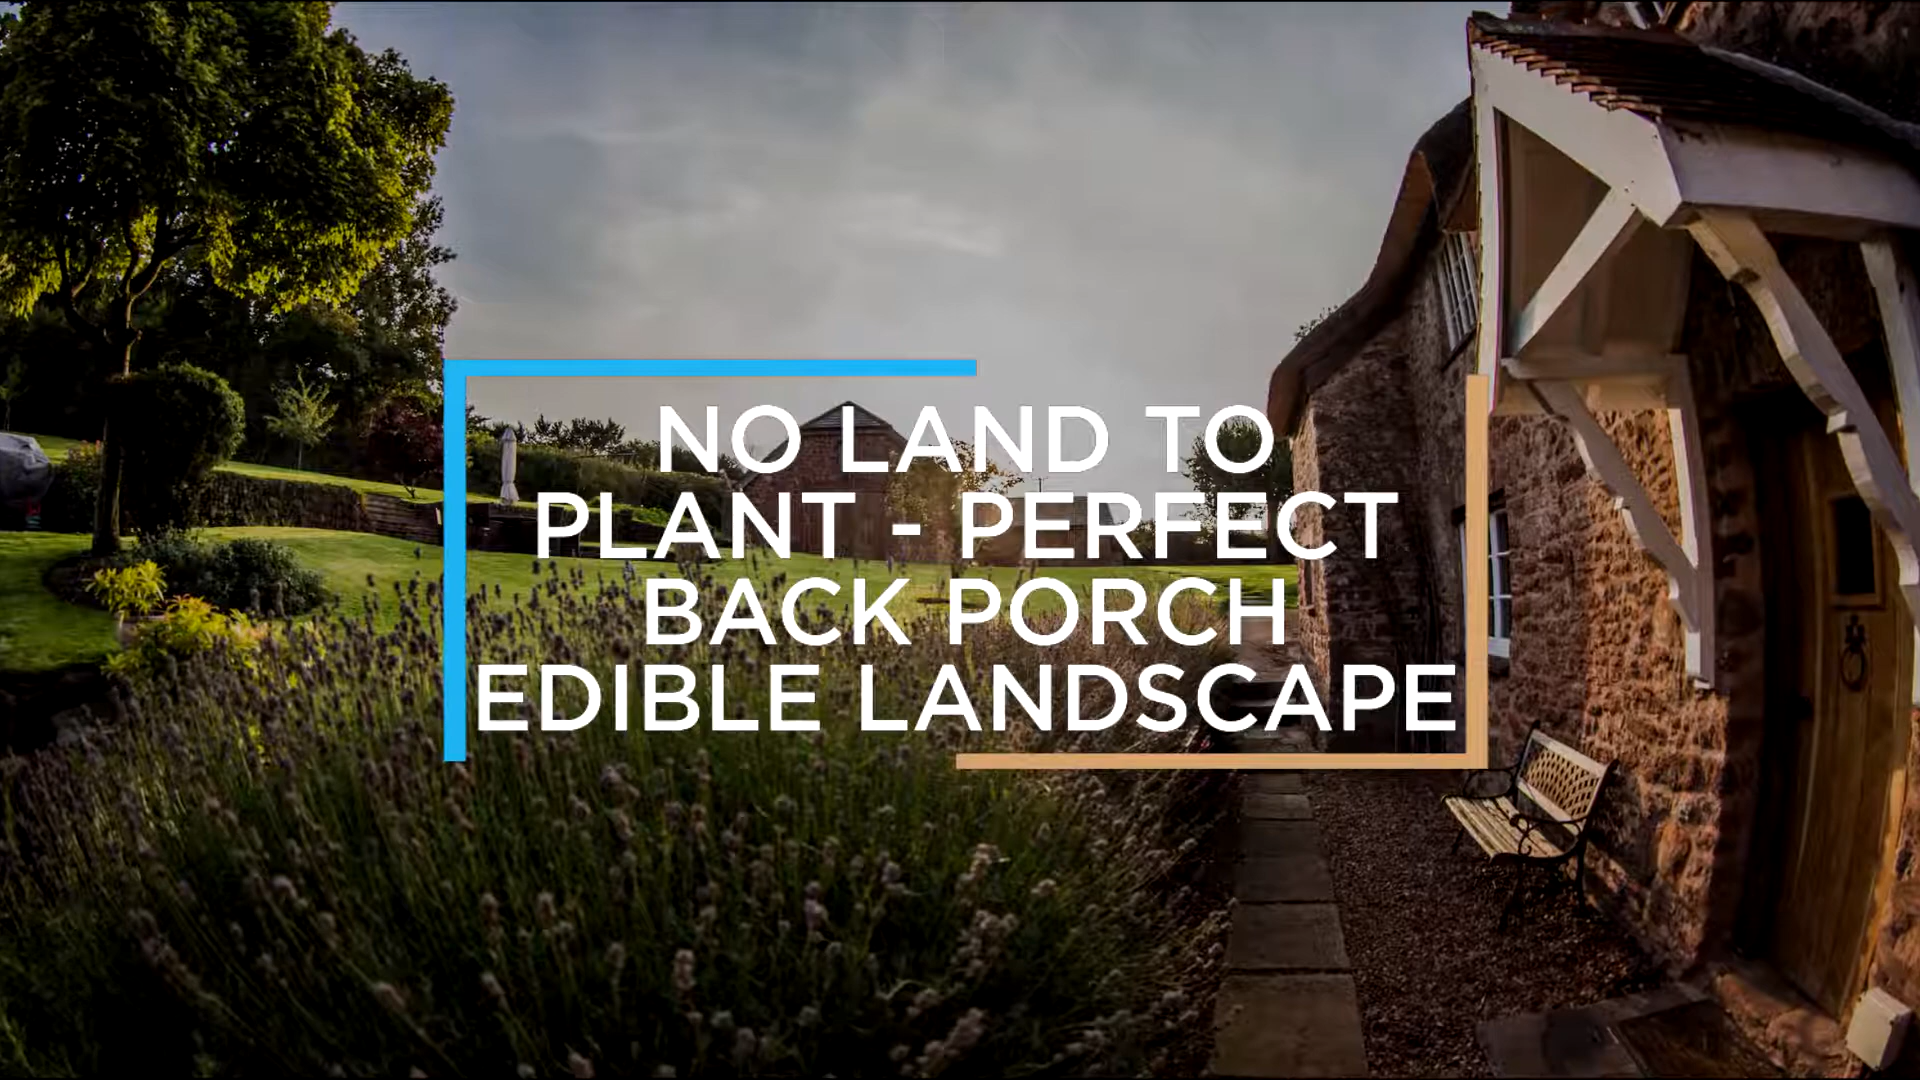 NO LAND TO
PLANT - PERFECT
BACK PORCH
EDIBLE LANDSCAPE